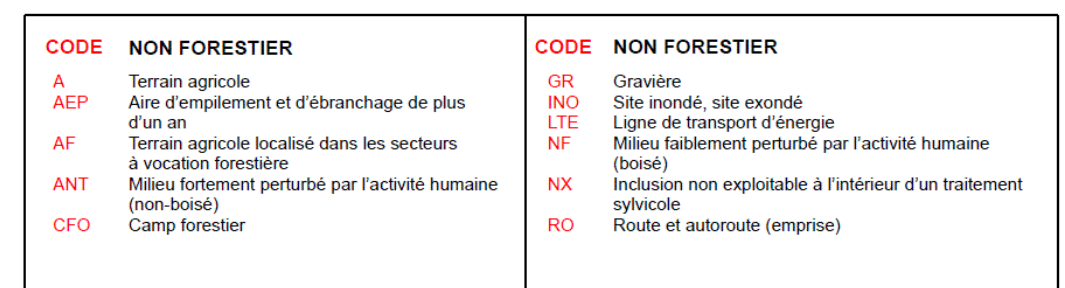 CODE NON FORESTIER
A Terrain agricole
AEP Aire d'empilement et d'ébranchage de plus
d'un an
AF Terrain agricole localisé dans les secteurs
à vocation forestière
ANT Milieu fortement perturbé par l'activité humaine
(non-boisé)
CFO Camp forestier
CODE NON FORESTIER
GR Gravière
INO Site inondé, site exondé
LTE Ligne de transport d'énergie
NF Milieu faiblement perturbé par l'activité humaine
(boisé)
NX Inclusion non exploitable à l'intérieur d'un traitement
sylvicole
RO Route et autoroute (emprise)